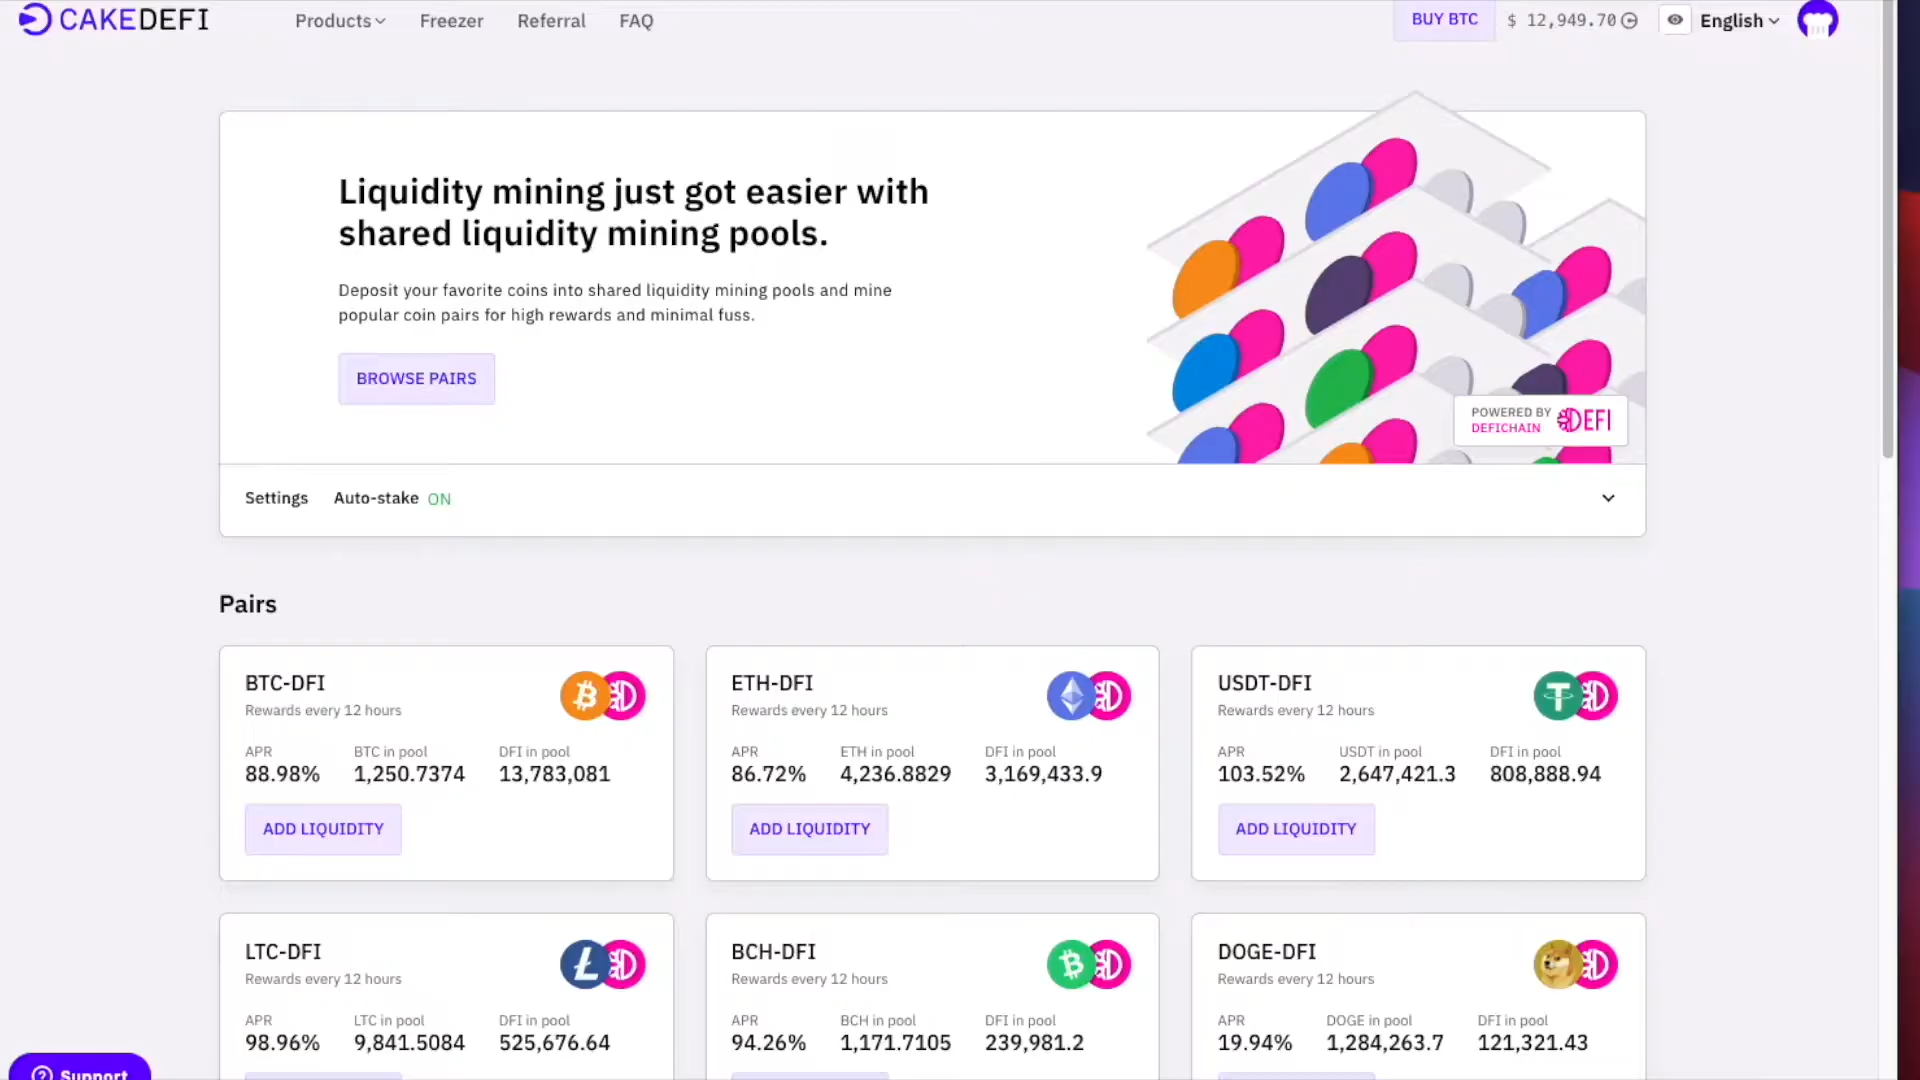 CAKEDEFI
Products
Freezer
Referral
FAQ
BUY BTC
$ 12,949.70
English
Liquidity mining just got easier with
shared liquidity mining pools.
Deposit your favorite coins into shared liquidity mining pools and mine
popular coin pairs for high rewards and minimal fuss.
BROWSE PAIRS
POWERED BY
DEFICHAIN
DEFI
Settings Auto-stake ON
Pairs
BTC-DFI
Rewards every 12 hours
APR BTC in pool DFI in pool
88.98% 1,250.7374 13,783,081
ADD LIQUIDITY
ETH-DFI
Rewards every 12 hours
APR ETH in pool DFI in pool
86.72% 4,236.8829 3,169,433.9
ADD LIQUIDITY
USDT-DFI
Rewards every 12 hours
APR USDT in pool DFI in pool
103.52% 2,647,421.3 808,888.94
ADD LIQUIDITY
LTC-DFI
Rewards every 12 hours
APR LTC in pool DFI in pool
98.96% 9,841.5084 525,676.64
BCH-DFI
Rewards every 12 hours
APR BCH in pool DFI in pool
94.26% 1,171.7105 239,981.2
DOGE-DFI
Rewards every 12 hours
APR DOGE in pool DFI in pool
19.94% 1,284,263.7 121,321.43
Support